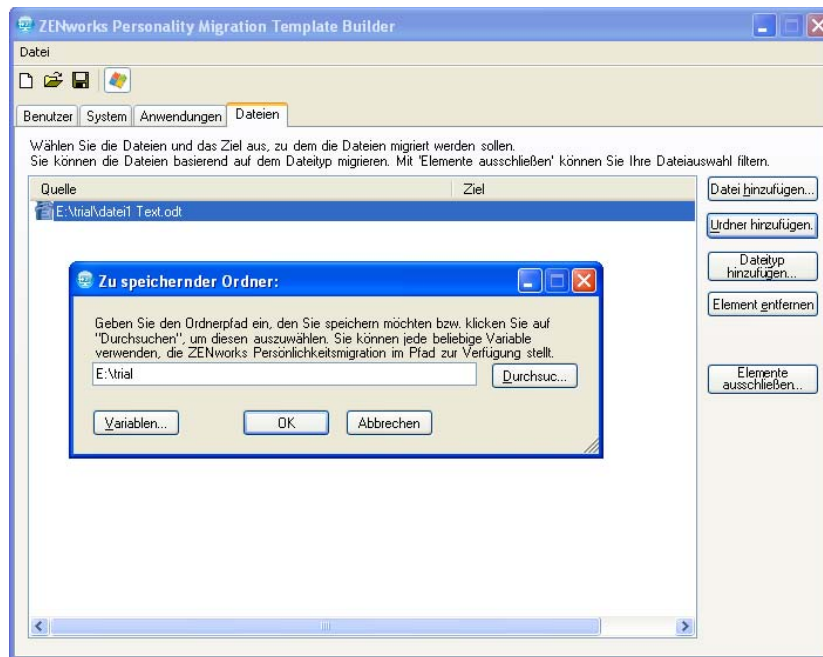 ZENworks Personality Migration Template Builder
Datei
Benutzer System Anwendungen Dateien
Wählen Sie die Dateien und das Ziel aus, zu dem die Dateien migriert werden sollen.
Sie können die Dateien basierend auf dem Dateityp migrieren. Mit 'Elemente ausschließen' können Sie Ihre Dateiauswahl filtern.
Quelle Ziel
E:\trial\datei1 Text.odt
Datei hinzufügen...
Urdner hinzufügen.
Dateityp
hinzufügen...
Element entfernen
Elemente
ausschließen...
Zu speichernder Ordner:
Geben Sie den Ordnerpfad ein, den Sie speichern möchten bzw. klicken Sie auf
"Durchsuchen", um diesen auszuwählen. Sie können jede beliebige Variable
verwenden, die ZENworks Persönlichkeitsmigration im Pfad zur Verfügung stellt.
E:\trial
Durchsuc...
Variablen... OK Abbrechen